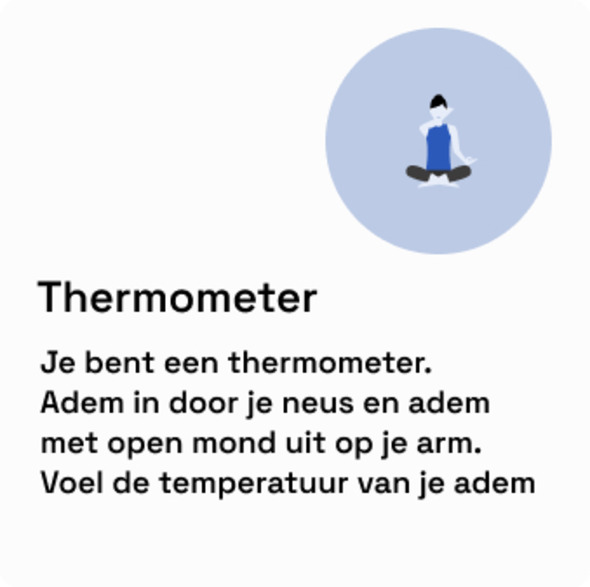 Thermometer
Je bent een thermometer.
Adem in door je neus en adem
met open mond uit op je arm.
Voel de temperatuur van je adem